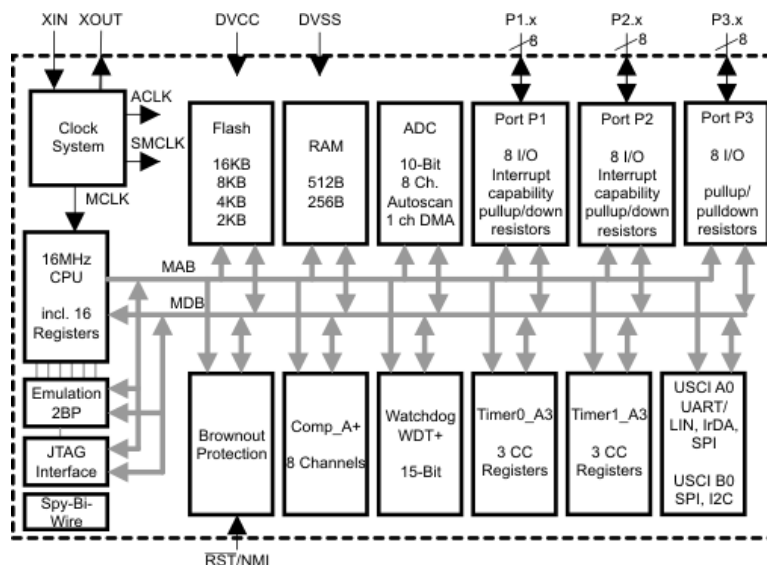 XIN XOUT DVCC DVSS P1.x P2.x P3.x
8 8 8
ACLK
Clock
System
SMCLK
MCLK
Flash
16KB
8KB
4KB
2KB
RAM
512B
256B
ADC
10-Bit
8 Ch.
Autoscan
1 ch DMA
Port P1
8 I/O
Interrupt
capability
pullup/down
resistors
Port P2
8 I/O
Interrupt
capability
pullup/down
resistors
Port P3
8 I/O
pullup/
pulldown
resistors
16MHz
CPU
incl. 16
Registers
MAB
MDB
Emulation
2BP
JTAG
Interface
Spy-Bi-
Wire
Brownout
Protection
Comp_A+
8 Channels
Watchdog
WDT+
15-Bit
Timer0_A3
3 CC
Registers
Timer1_A3
3 CC
Registers
USCI A0
UART/
LIN, IrDA,
SPI
USCI B0
SPI, I2C
RST/NMI